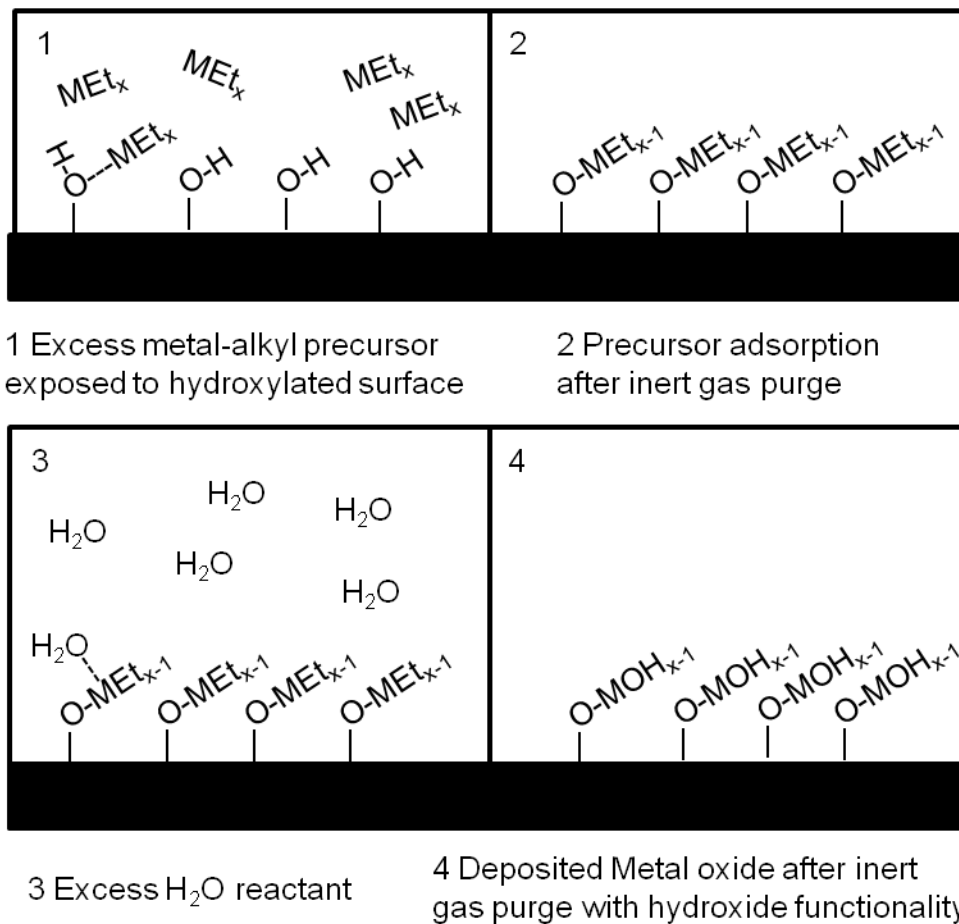 1
MEtₓ
MEtₓ
MEtₓ
MEtₓ
H
O---MEtₓ
O-H
O-H
O-H
2
O-MEtₓ₋₁
O-MEtₓ₋₁
O-MEtₓ₋₁
O-MEtₓ₋₁
1 Excess metal-alkyl precursor
exposed to hydroxylated surface
2 Precursor adsorption
after inert gas purge
3
H₂O
H₂O
H₂O
H₂O
H₂O
H₂O
O-MEtₓ₋₁
O-MEtₓ₋₁
O-MEtₓ₋₁
O-MEtₓ₋₁
4
O-MOHₓ₋₁
O-MOHₓ₋₁
O-MOHₓ₋₁
O-MOHₓ₋₁
3 Excess H₂O reactant
4 Deposited Metal oxide after inert
gas purge with hydroxide functionality